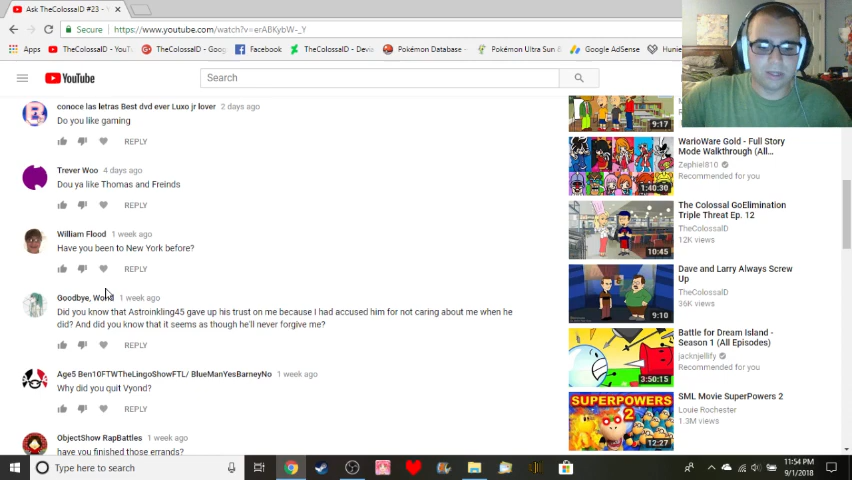 Ask TheColossalD #23 -
Secure
https://www.youtube.com/watch?v=erABKybW-_Y
Apps
TheColossalD - YouT
TheColossalD - Goog
Facebook
TheColossalD - Devia
Pokémon Database
Pokémon Ultra Sun &
Google AdSense
Hunie
YouTube
Search
conoce las letras Best dvd ever Luxo jr lover 2 days ago
Do you like gaming
REPLY
Trever Woo 4 days ago
Dou ya like Thomas and Freinds
REPLY
William Flood 1 week ago
Have you been to New York before?
REPLY
Goodbye, World 1 week ago
Did you know that Astroinkling45 gave up his trust on me because I had accused him for not caring about me when he
did? And did you know that it seems as though he'll never forgive me?
REPLY
Age5 Ben10FTWTheLingoShowFTL/ BlueManYesBarneyNo 1 week ago
Why did you quit Vyond?
REPLY
ObjectShow RapBattles 1 week ago
have you finished those errands?
9:17
Recommended for you
WarioWare Gold - Full Story
Mode Walkthrough (All...
Zephiel810
Recommended for you
1:40:30
The Colossal GoElimination
Triple Threat Ep. 12
TheColossalD
12K views
10:45
Dave and Larry Always Screw
Up
TheColossalD
36K views
9:10
Battle for Dream Island -
Season 1 (All Episodes)
jacknjellify
Recommended for you
3:50:15
SML Movie SuperPowers 2
Louie Rochester
1.3M views
SUPERPOWERS
2
12:27
Type here to search
11:54 PM
9/1/2018